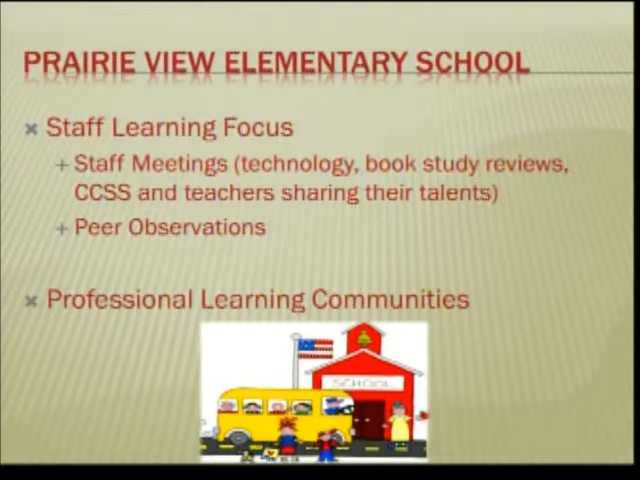 PRAIRIE VIEW ELEMENTARY SCHOOL
Staff Learning Focus
Staff Meetings (technology, book study reviews,
CCSS and teachers sharing their talents)
Peer Observations
Professional Learning Communities
SCHOOL